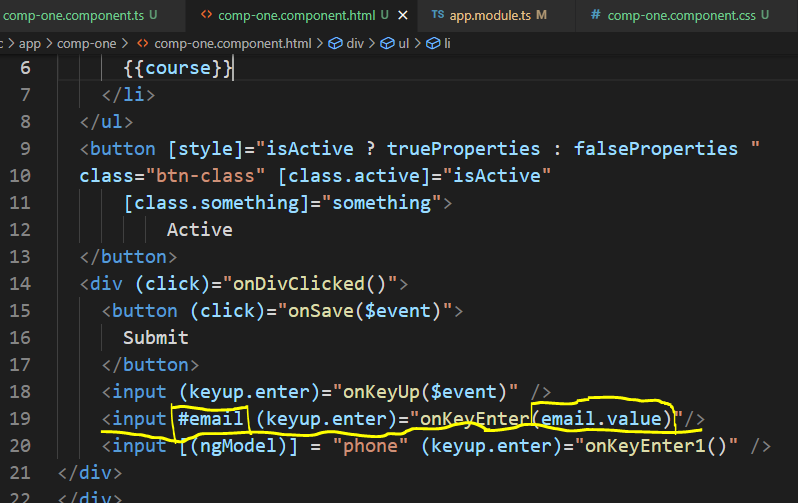 comp-one.component.ts U <> comp-one.component.html U × TS app.module.ts M # comp-one.component.css U
c > app > comp-one > <> comp-one.component.html > div > ul > li
6 {{course}}
7 </li>
8 </ul>
9 <button [style]="isActive ? trueProperties : falseProperties "
10 class="btn-class" [class.active]="isActive"
11 [class.something]="something">
12 Active
13 </button>
14 <div (click)="onDivClicked()">
15 <button (click)="onSave($event)">
16 Submit
17 </button>
18 <input (keyup.enter)="onKeyUp($event)" />
19 <input #email (keyup.enter)="onKeyEnter(email.value)"/>
20 <input [(ngModel)] = "phone" (keyup.enter)="onKeyEnter1()" />
21 </div>
22 </div>